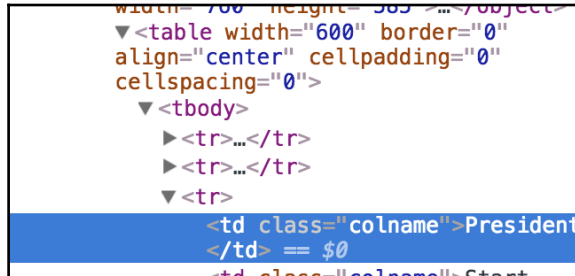 width="760" height="385">…</object>
▼<table width="600" border="0"
align="center" cellpadding="0"
cellspacing="0">
▼<tbody>
▶<tr>…</tr>
▶<tr>…</tr>
▼<tr>
<td class="colname">President
</td> == $0
<td class="colname">Start